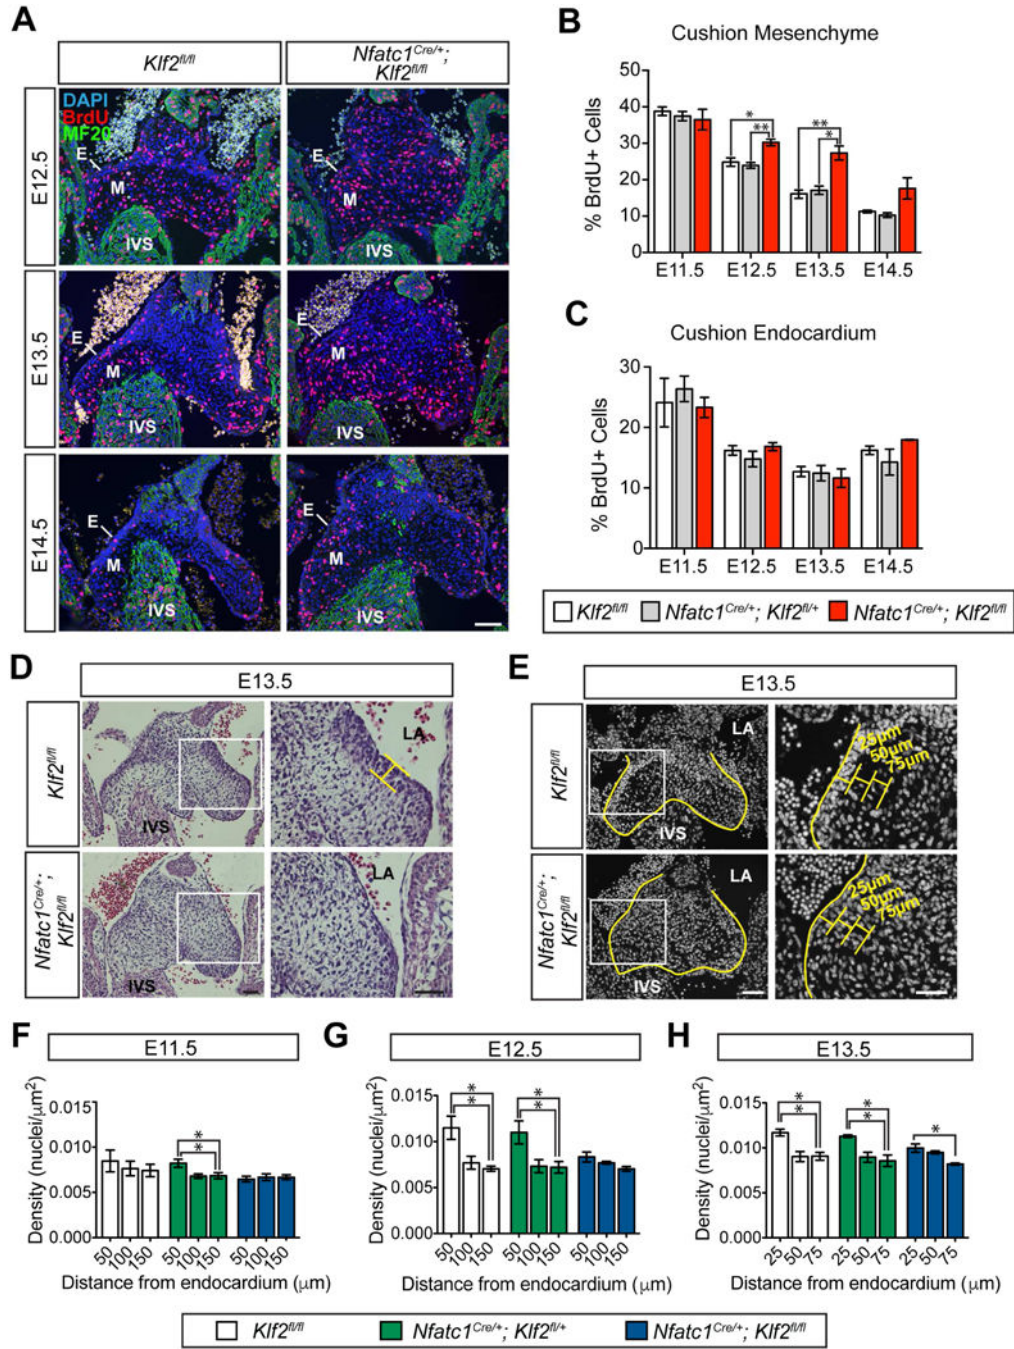 A
Klf2fl/fl
Nfatc1Cre/+;
Klf2fl/fl
DAPI
BrdU
MF20
E12.5
E
M
IVS
E
M
IVS
E13.5
E
M
IVS
E
M
IVS
E14.5
E
M
IVS
E
M
IVS
B
Cushion Mesenchyme
% BrdU+ Cells
50
40
30
20
10
0
* ** ** *
E11.5 E12.5 E13.5 E14.5
C
Cushion Endocardium
% BrdU+ Cells
30
20
10
0
E11.5 E12.5 E13.5 E14.5
Klf2fl/fl Nfatc1Cre/+; Klf2fl/+ Nfatc1Cre/+; Klf2fl/fl
D
E13.5
Klf2fl/fl
IVS
LA
Nfatc1Cre/+;
Klf2fl/fl
IVS
LA
E
E13.5
Klf2fl/fl
LA
IVS
25µm
50µm
75µm
Nfatc1Cre/+;
Klf2fl/fl
LA
IVS
25µm
50µm
75µm
F
E11.5
Density (nuclei/µm2)
0.015
0.010
0.005
0.000
*
*
50 100 150 50 100 150 50 100 150
Distance from endocardium (µm)
G
E12.5
Density (nuclei/µm2)
0.015
0.010
0.005
0.000
* *
* *
50 100 150 50 100 150 50 100 150
Distance from endocardium (µm)
H
E13.5
Density (nuclei/µm2)
0.015
0.010
0.005
0.000
* *
* * *
25 50 75 25 50 75 25 50 75
Distance from endocardium (µm)
Klf2fl/fl Nfatc1Cre/+; Klf2fl/+ Nfatc1Cre/+; Klf2fl/fl